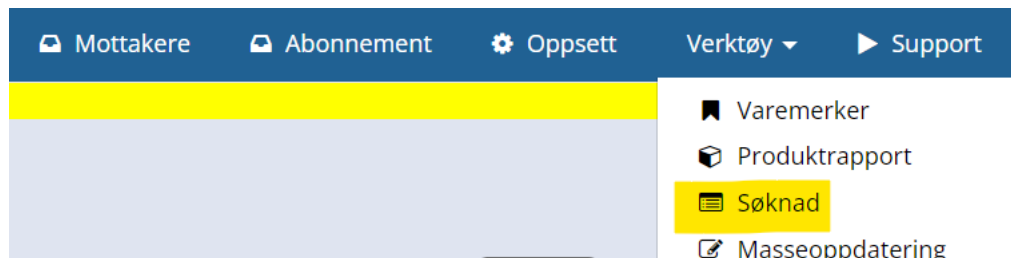 Mottakere Abonnement Oppsett Verktøy Support
Varemerker
Produktrapport
Søknad
Masseoppdatering